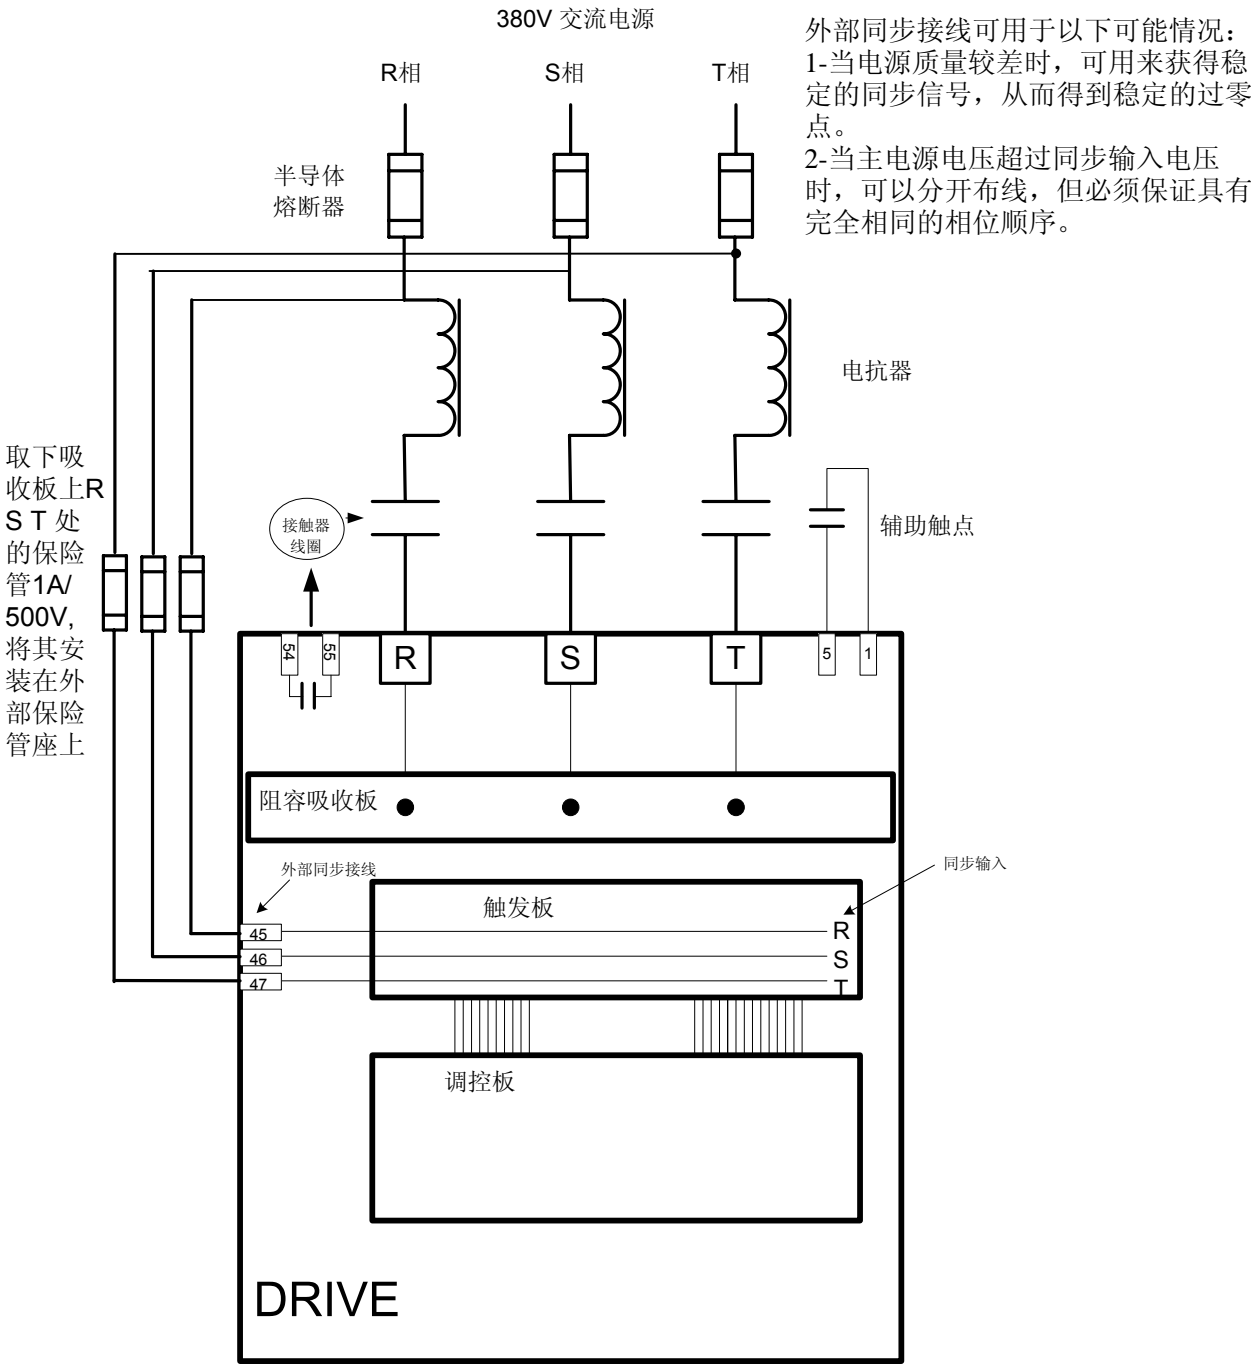 380V 交流电源
外部同步接线可用于以下可能情况：
1-当电源质量较差时，可用来获得稳
定的同步信号，从而得到稳定的过零
点。
2-当主电源电压超过同步输入电压
时，可以分开布线，但必须保证具有
完全相同的相位顺序。
R相
S相
T相
半导体
熔断器
电抗器
取下吸
收板上R
S T 处
的保险
管1A/
500V,
将其安
装在外
部保险
管座上
接触器
线圈
辅助触点
54
55
R
S
T
5
1
阻容吸收板
外部同步接线
同步输入
触发板
45
46
47
R
S
T
调控板
DRIVE